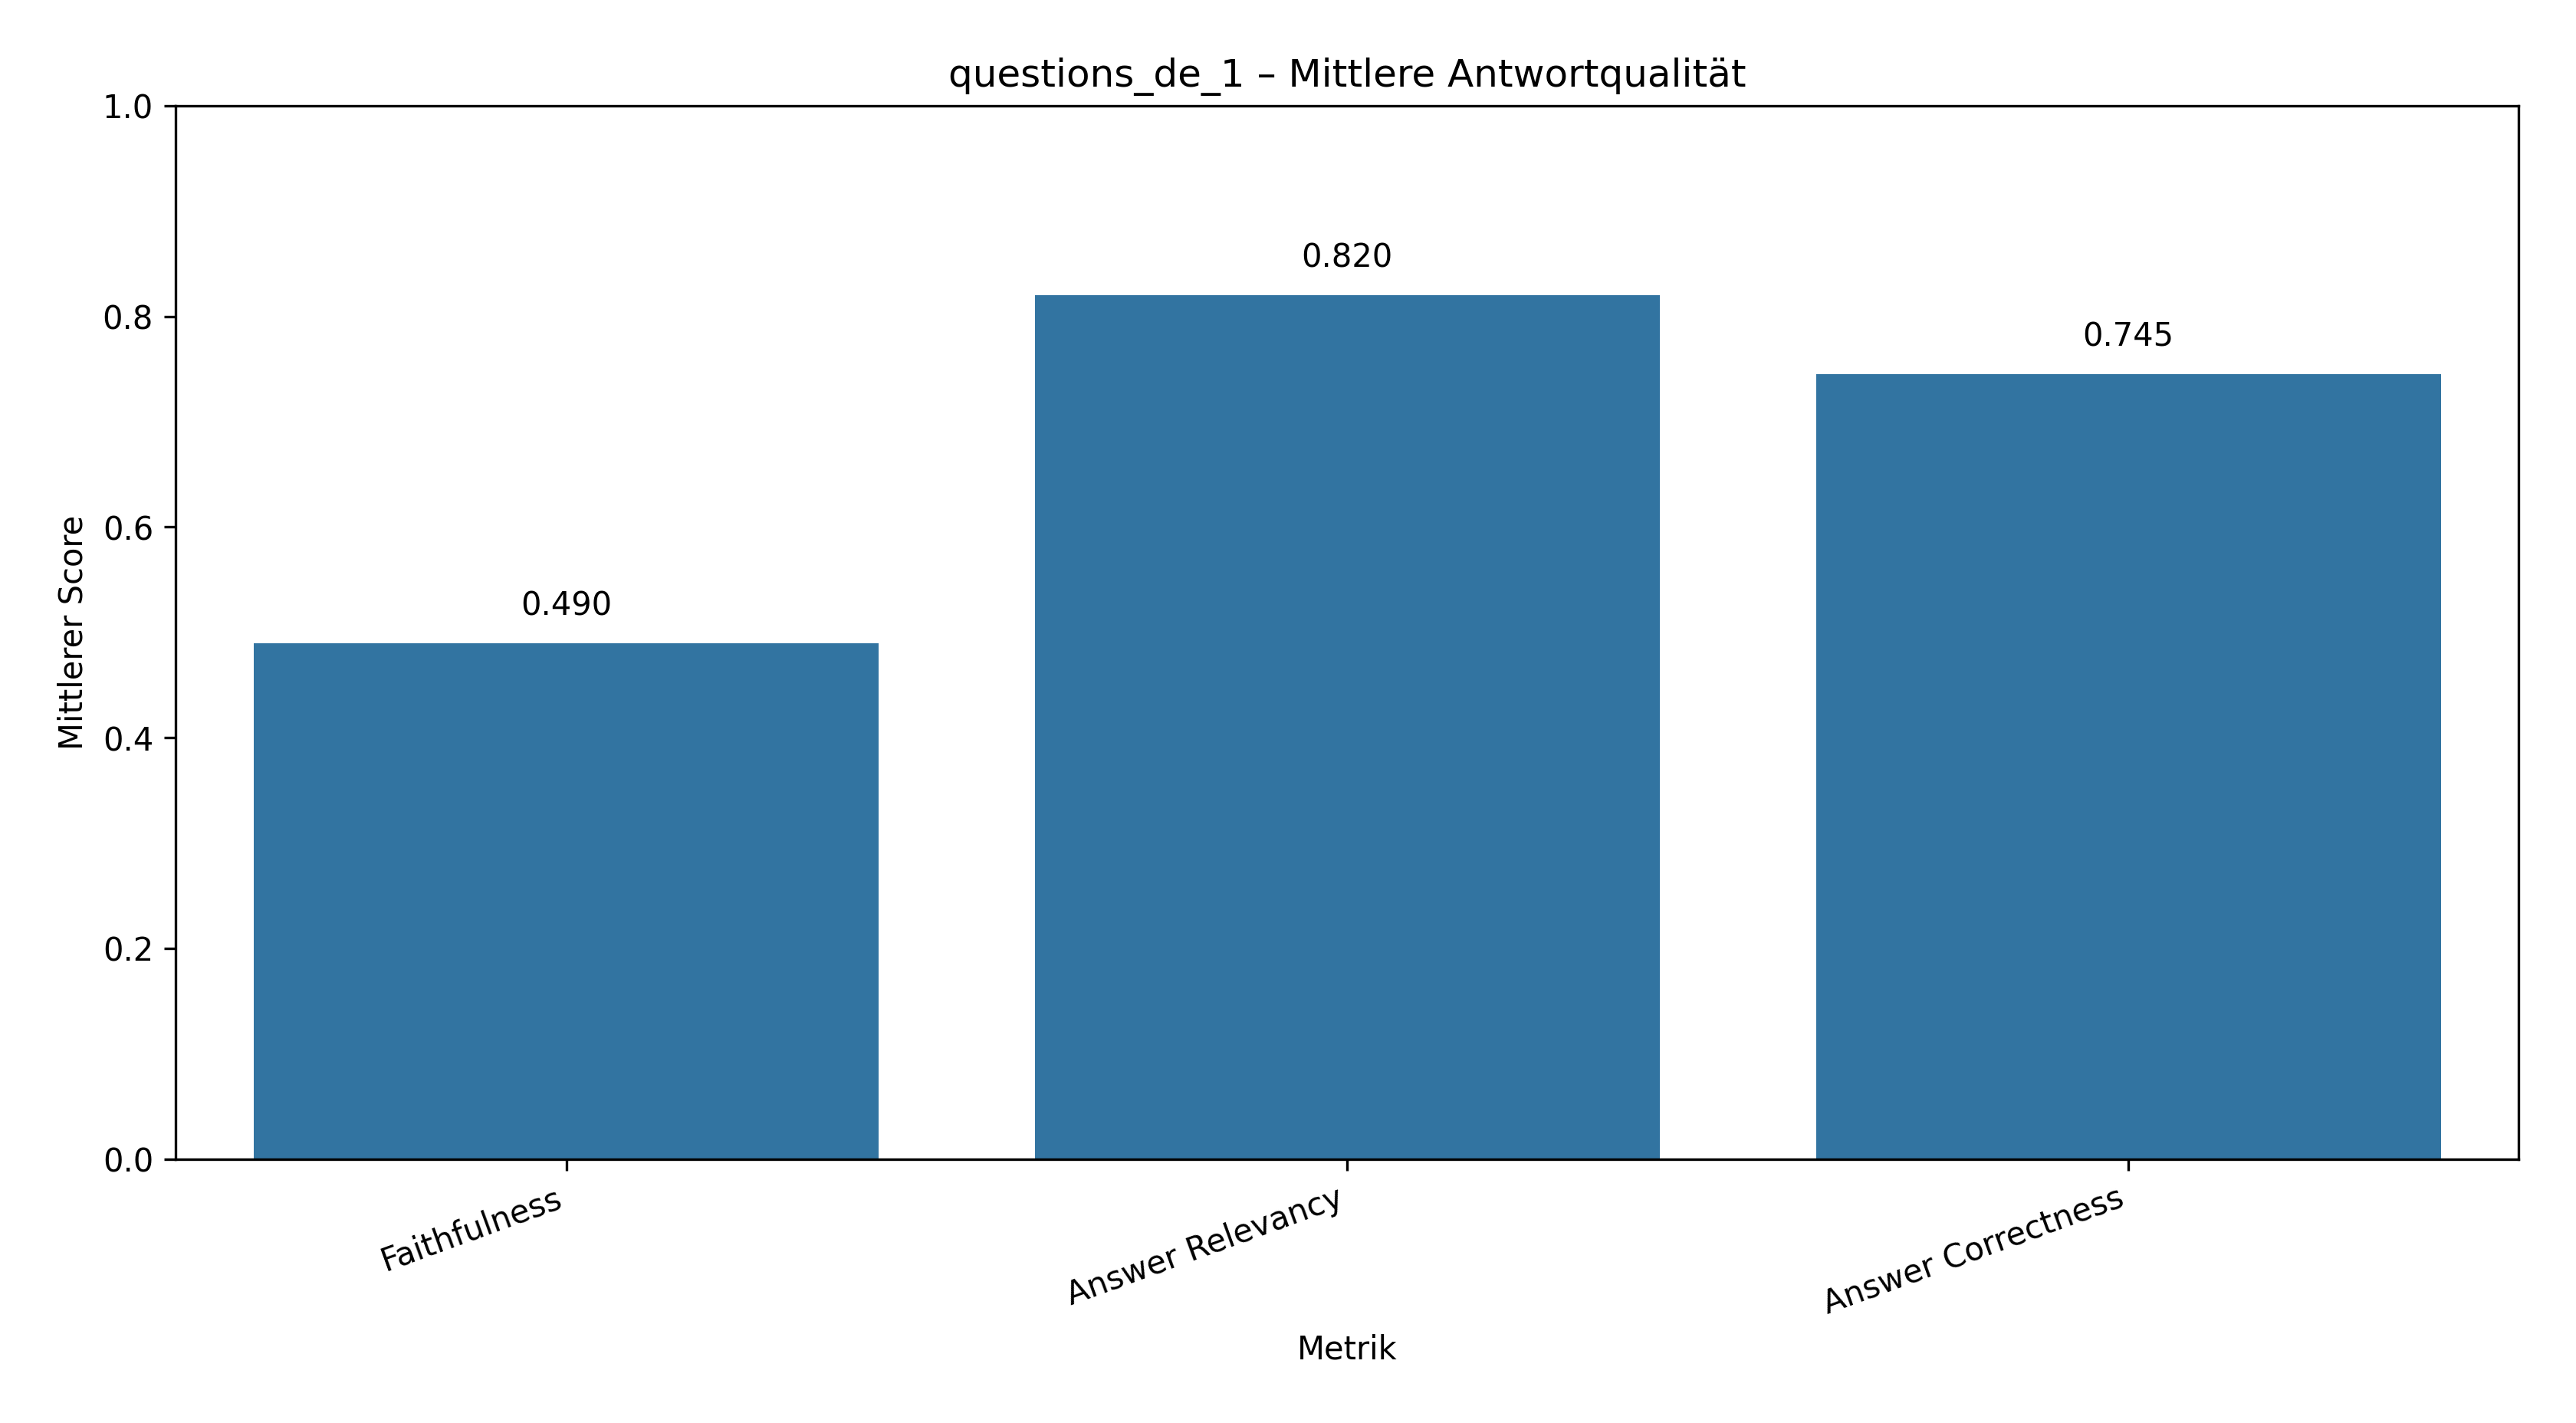 questions_de_1 – Mittlere Antwortqualität
1.0
0.8
0.6
0.4
0.2
0.0
Mittlerer Score
0.490
0.820
0.745
Faithfulness
Answer Relevancy
Answer Correctness
Metrik